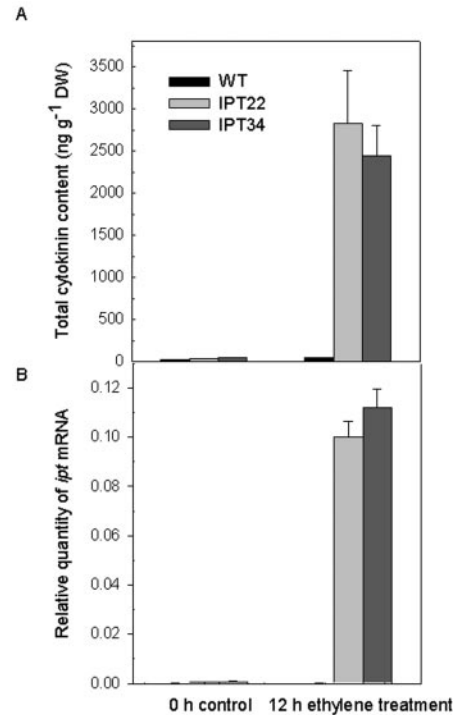 A
Total cytokinin content (ng g⁻¹ DW)
3500
3000
2500
2000
1500
1000
500
0
WT
IPT22
IPT34
B
Relative quantity of ipt mRNA
0.12
0.10
0.08
0.06
0.04
0.02
0.00
0 h control 12 h ethylene treatment